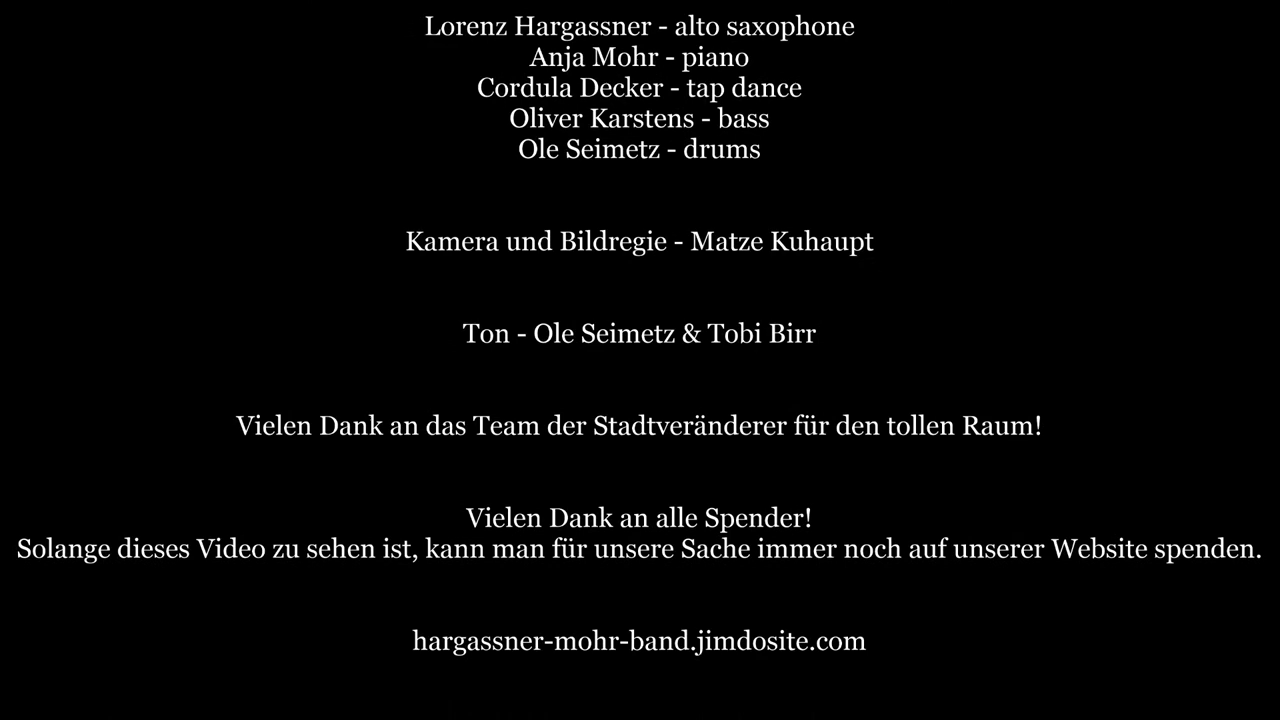 Lorenz Hargassner - alto saxophone
Anja Mohr - piano
Cordula Decker - tap dance
Oliver Karstens - bass
Ole Seimetz - drums
Kamera und Bildregie - Matze Kuhaupt
Ton - Ole Seimetz & Tobi Birr
Vielen Dank an das Team der Stadtveränderer für den tollen Raum!
Vielen Dank an alle Spender!
Solange dieses Video zu sehen ist, kann man für unsere Sache immer noch auf unserer Website spenden.
hargassner-mohr-band.jimdosite.com